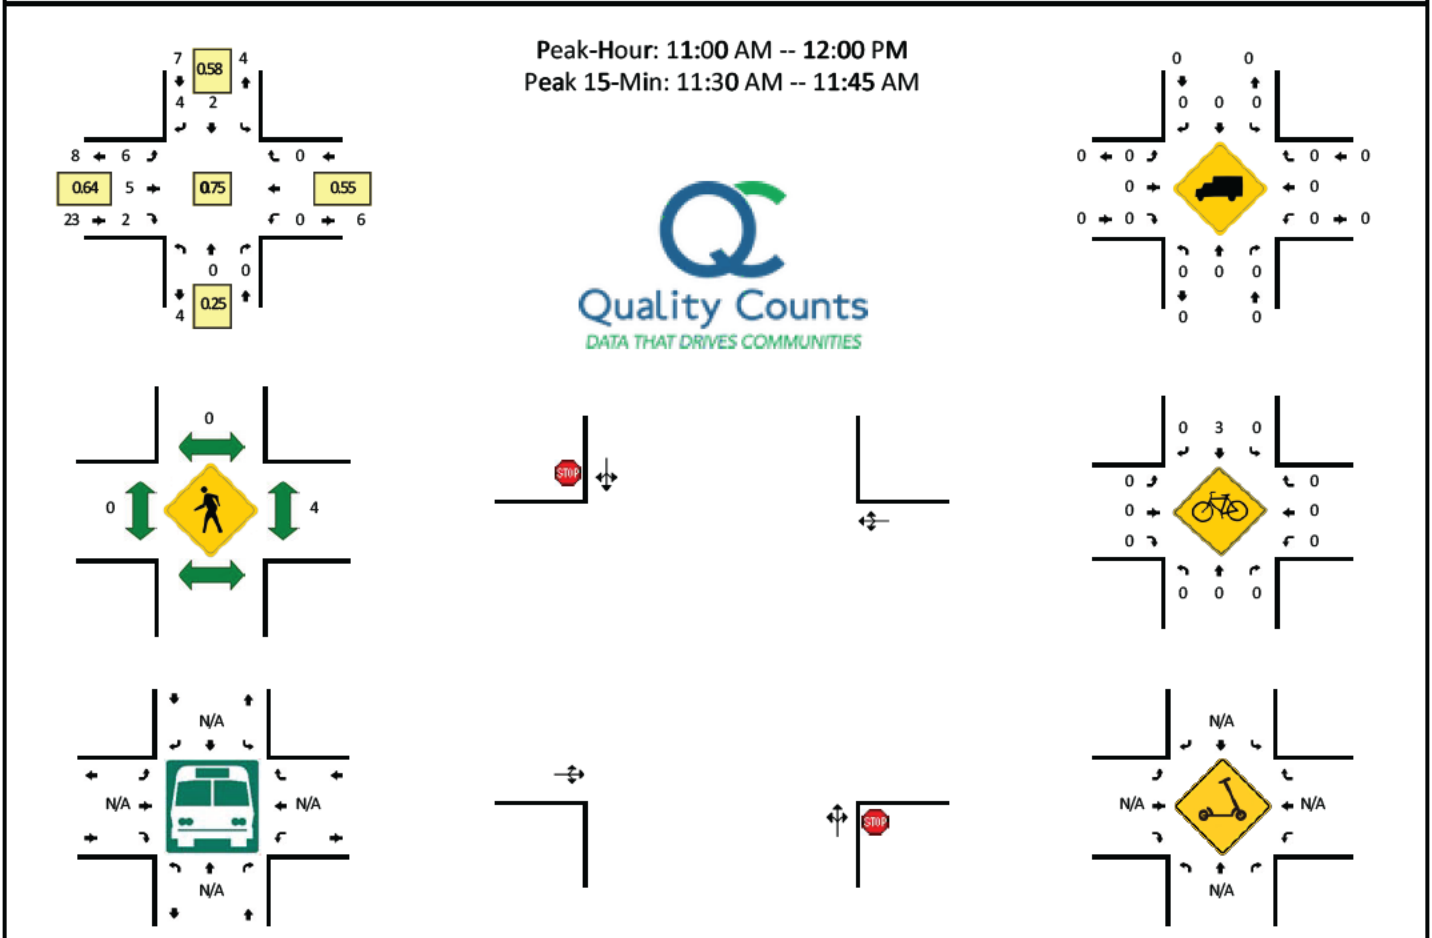 Peak-Hour: 11:00 AM -- 12:00 PM
Peak 15-Min: 11:30 AM -- 11:45 AM
7 0.58 4
4 2
8 6 0
0.64 5 0.75 0.55
23 2 0 6
0 0
4 0.25
QC
Quality Counts
DATA THAT DRIVES COMMUNITIES
0 0
0 0 0
0 0 0 0
0 0
0 0 0 0
0 0 0
0 0
0
0 4
STOP
STOP
0 3 0
0 0
0 0
0 0
0 0 0
N/A
N/A N/A
N/A
N/A
N/A N/A
N/A